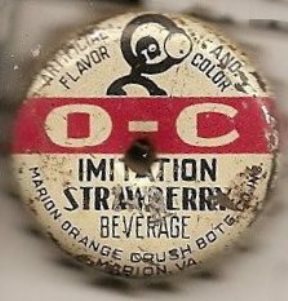 ARTIFICIAL FLAVOR
AND COLOR
O-C
IMITATION
STRAWBERRY
BEVERAGE
MARION ORANGE CRUSH BOTG. CO. INC.
MARION, VA.